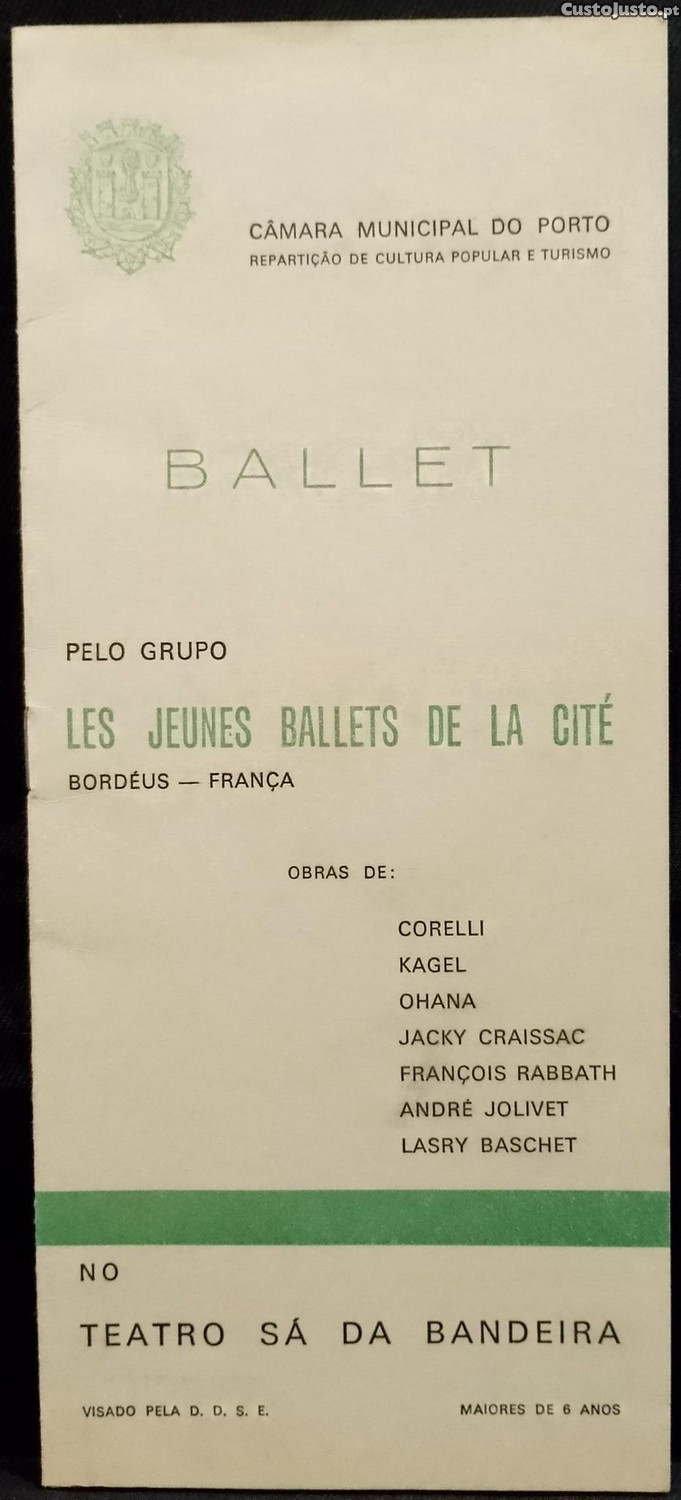 CustoJusto.pt
CÂMARA MUNICIPAL DO PORTO
REPARTIÇÃO DE CULTURA POPULAR E TURISMO
BALLET
PELO GRUPO
LES JEUNES BALLETS DE LA CITÉ
BORDÉUS — FRANÇA
OBRAS DE:
CORELLI
KAGEL
OHANA
JACKY CRAISSAC
FRANÇOIS RABBATH
ANDRÉ JOLIVET
LASRY BASCHET
NO
TEATRO SÁ DA BANDEIRA
VISADO PELA D. D. S. E.
MAIORES DE 6 ANOS